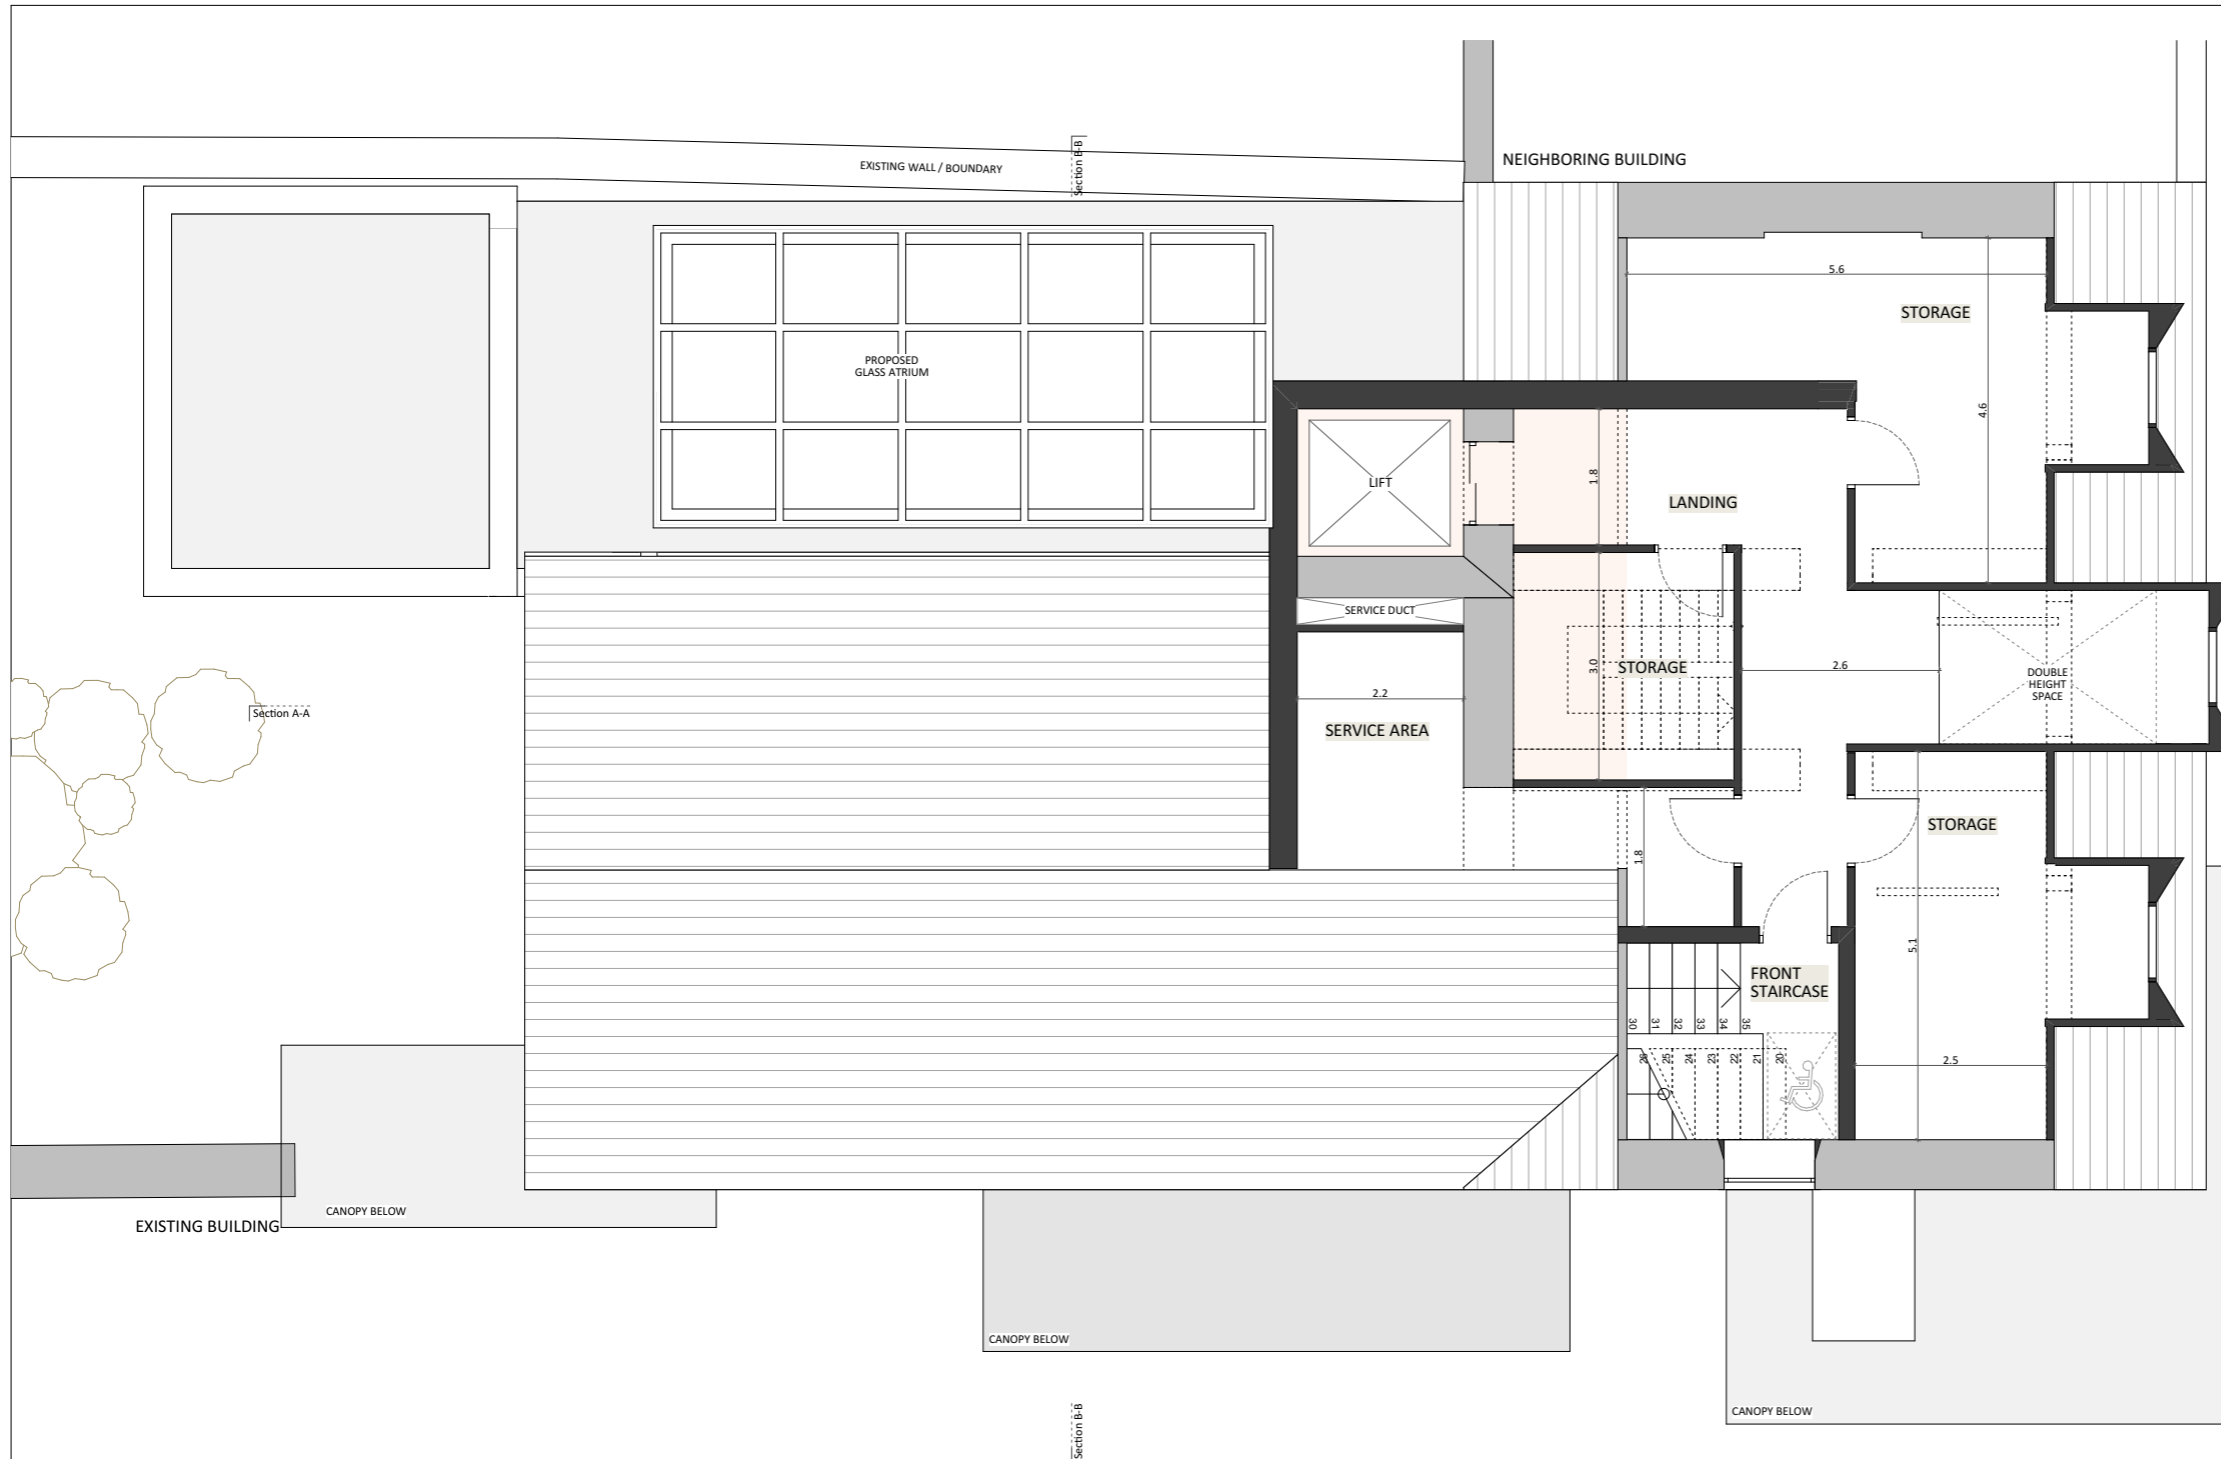 EXISTING WALL / BOUNDARY
Section B-B
NEIGHBORING BUILDING
5.6
STORAGE
PROPOSED
GLASS ATRIUM
4.6
LIFT
1.8
LANDING
SERVICE DUCT
3.0
STORAGE
2.6
DOUBLE
HEIGHT
SPACE
2.2
SERVICE AREA
Section A-A
1.8
STORAGE
5.1
FRONT
STAIRCASE
30
31
32
33
34
35
26
25
24
23
22
21
20
2.5
CANOPY BELOW
EXISTING BUILDING
CANOPY BELOW
CANOPY BELOW
Section B-B